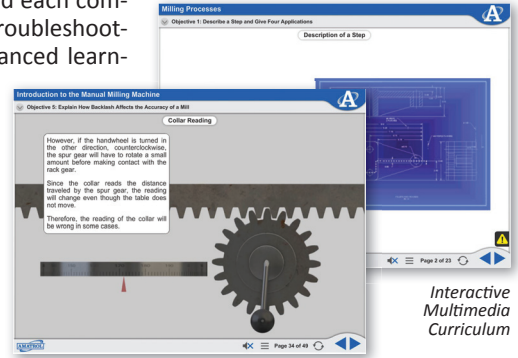 d each com-
roubleshoot-
anced learn-
Milling Processes
Objective 1: Describe a Step and Give Four Applications
Description of a Step
Page 2 of 23
Introduction to the Manual Milling Machine
Objective 5: Explain How Backlash Affects the Accuracy of a Mill
Collar Reading
However, if the handwheel is turned in
the other direction, counterclockwise,
the spur gear will have to rotate a small
amount before making contact with the
rack gear.
Since the collar reads the distance
traveled by the spur gear, the reading
will change even though the table does
not move.
Therefore, the reading of the collar will
be wrong in some cases.
AMATROL
Page 34 of 49
Interactive
Multimedia
Curriculum